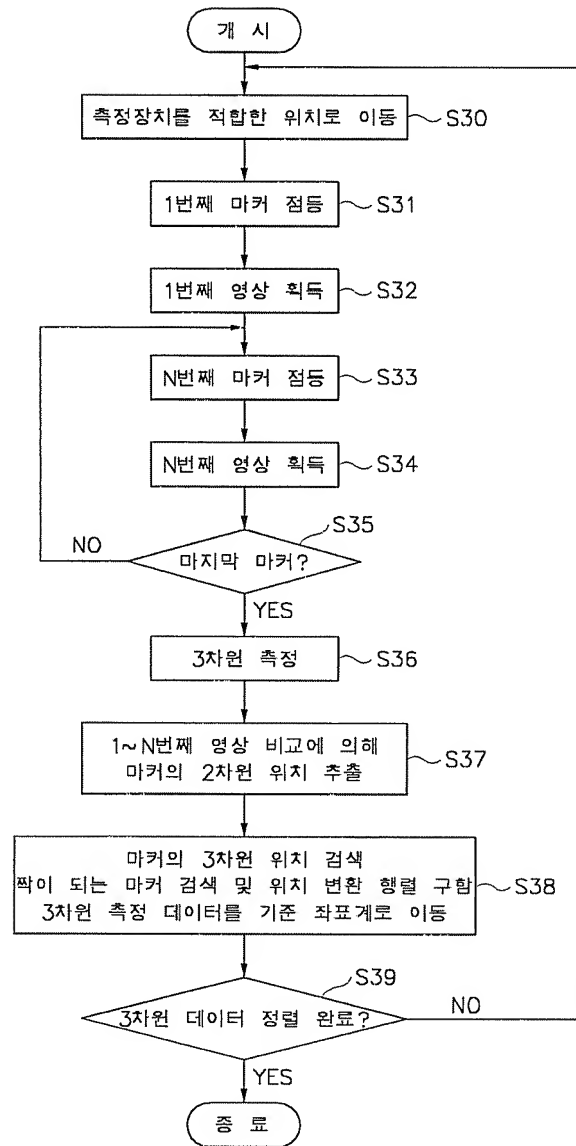 개 시
측정장치를 적합한 위치로 이동 S30
1번째 마커 점등 S31
1번째 영상 획득 S32
N번째 마커 점등 S33
N번째 영상 획득 S34
S35
NO
마지막 마커?
YES
3차원 측정 S36
1~N번째 영상 비교에 의해
마커의 2차원 위치 추출
S37
마커의 3차원 위치 검색
짝이 되는 마커 검색 및 위치 변환 행렬 구함
3차원 측정 데이터를 기준 좌표계로 이동
S38
S39
3차원 데이터 정렬 완료?
NO
YES
종 료